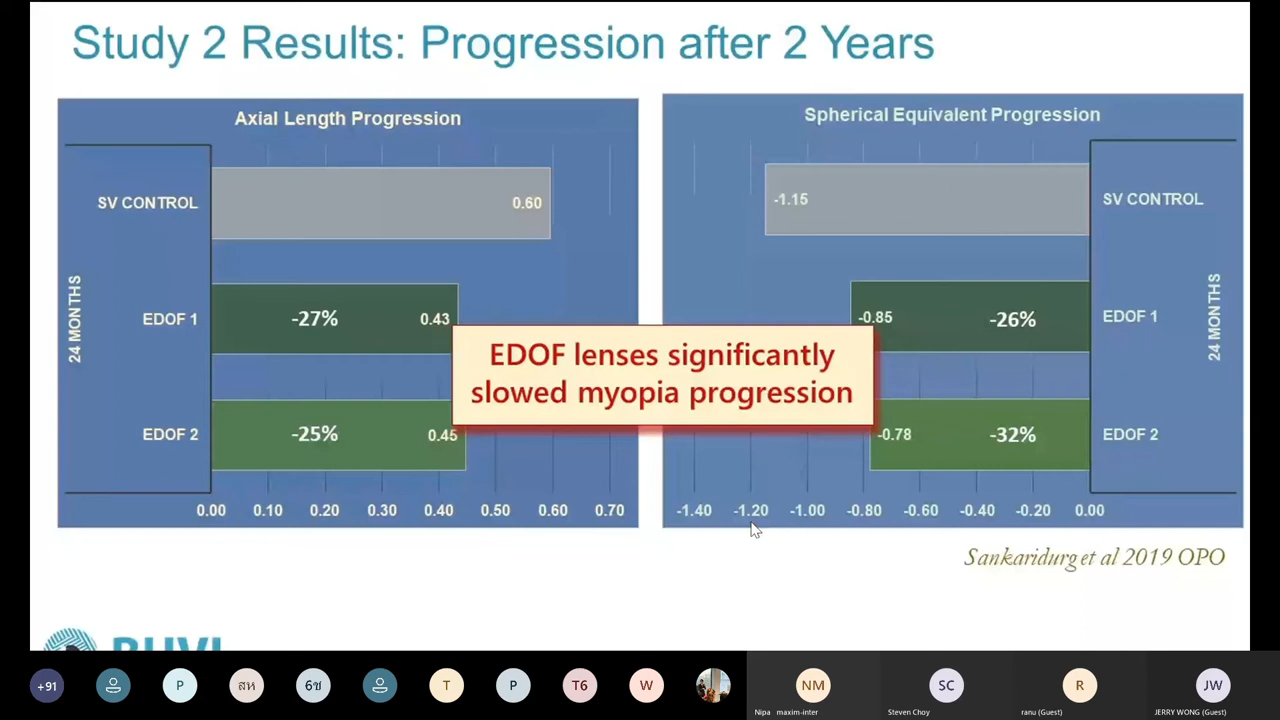 Study 2 Results: Progression after 2 Years
Axial Length Progression
SV CONTROL
0.60
EDOF 1
-27%
0.43
EDOF 2
-25%
0.45
24 MONTHS
0.00 0.10 0.20 0.30 0.40 0.50 0.60 0.70
Spherical Equivalent Progression
-1.15
SV CONTROL
-0.85
-26%
EDOF 1
-0.78
-32%
EDOF 2
24 MONTHS
-1.40 -1.20 -1.00 -0.80 -0.60 -0.40 -0.20 0.00
EDOF lenses significantly
slowed myopia progression
Sankaridurg et al 2019 OPO
BHVI
+91
P
สห
6ช
T
P
T6
W
NM
SC
R
JW
Nipa maxim-inter
Steven Choy
ranu (Guest)
JERRY WONG (Guest)